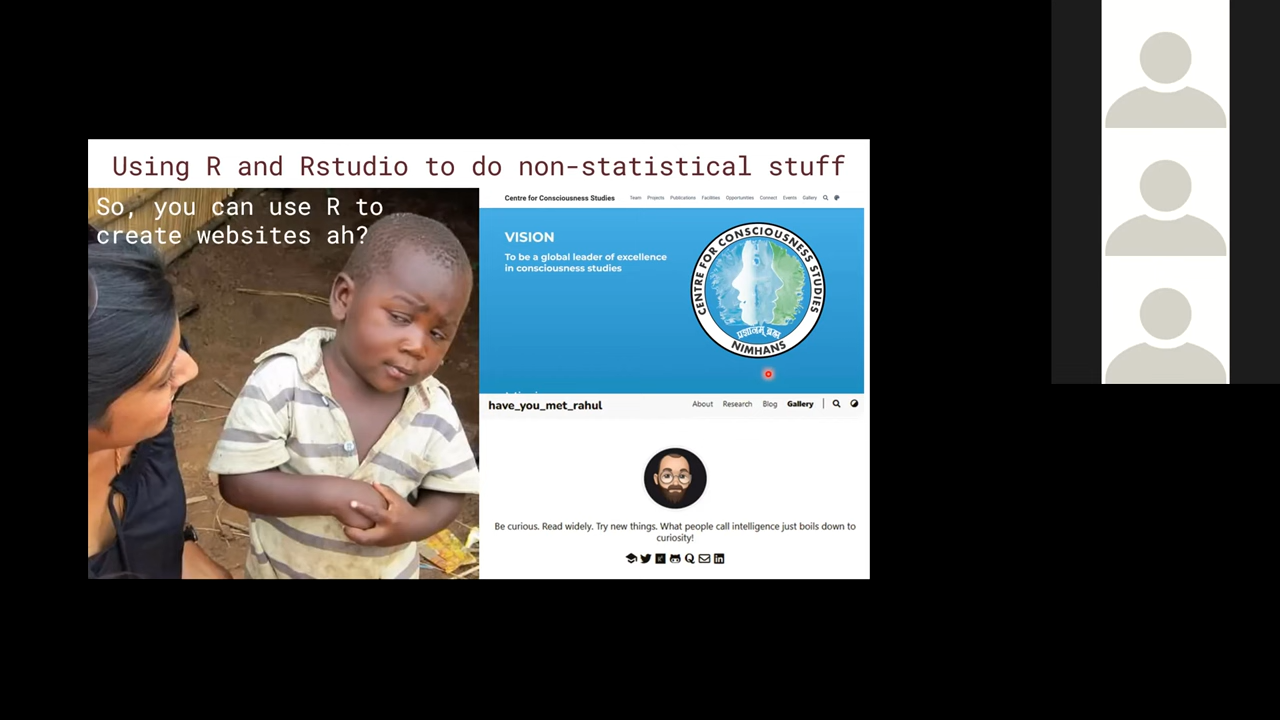 Using R and Rstudio to do non-statistical stuff
So, you can use R to
create websites ah?
Centre for Consciousness Studies
Team Projects Publications Facilities Opportunities Connect Events Gallery
VISION
To be a global leader of excellence
in consciousness studies
CENTRE FOR CONSCIOUSNESS STUDIES
प्रज्ञानम् ब्रह्म
NIMHANS
have_you_met_rahul
About Research Blog Gallery
Be curious. Read widely. Try new things. What people call intelligence just boils down to
curiosity!